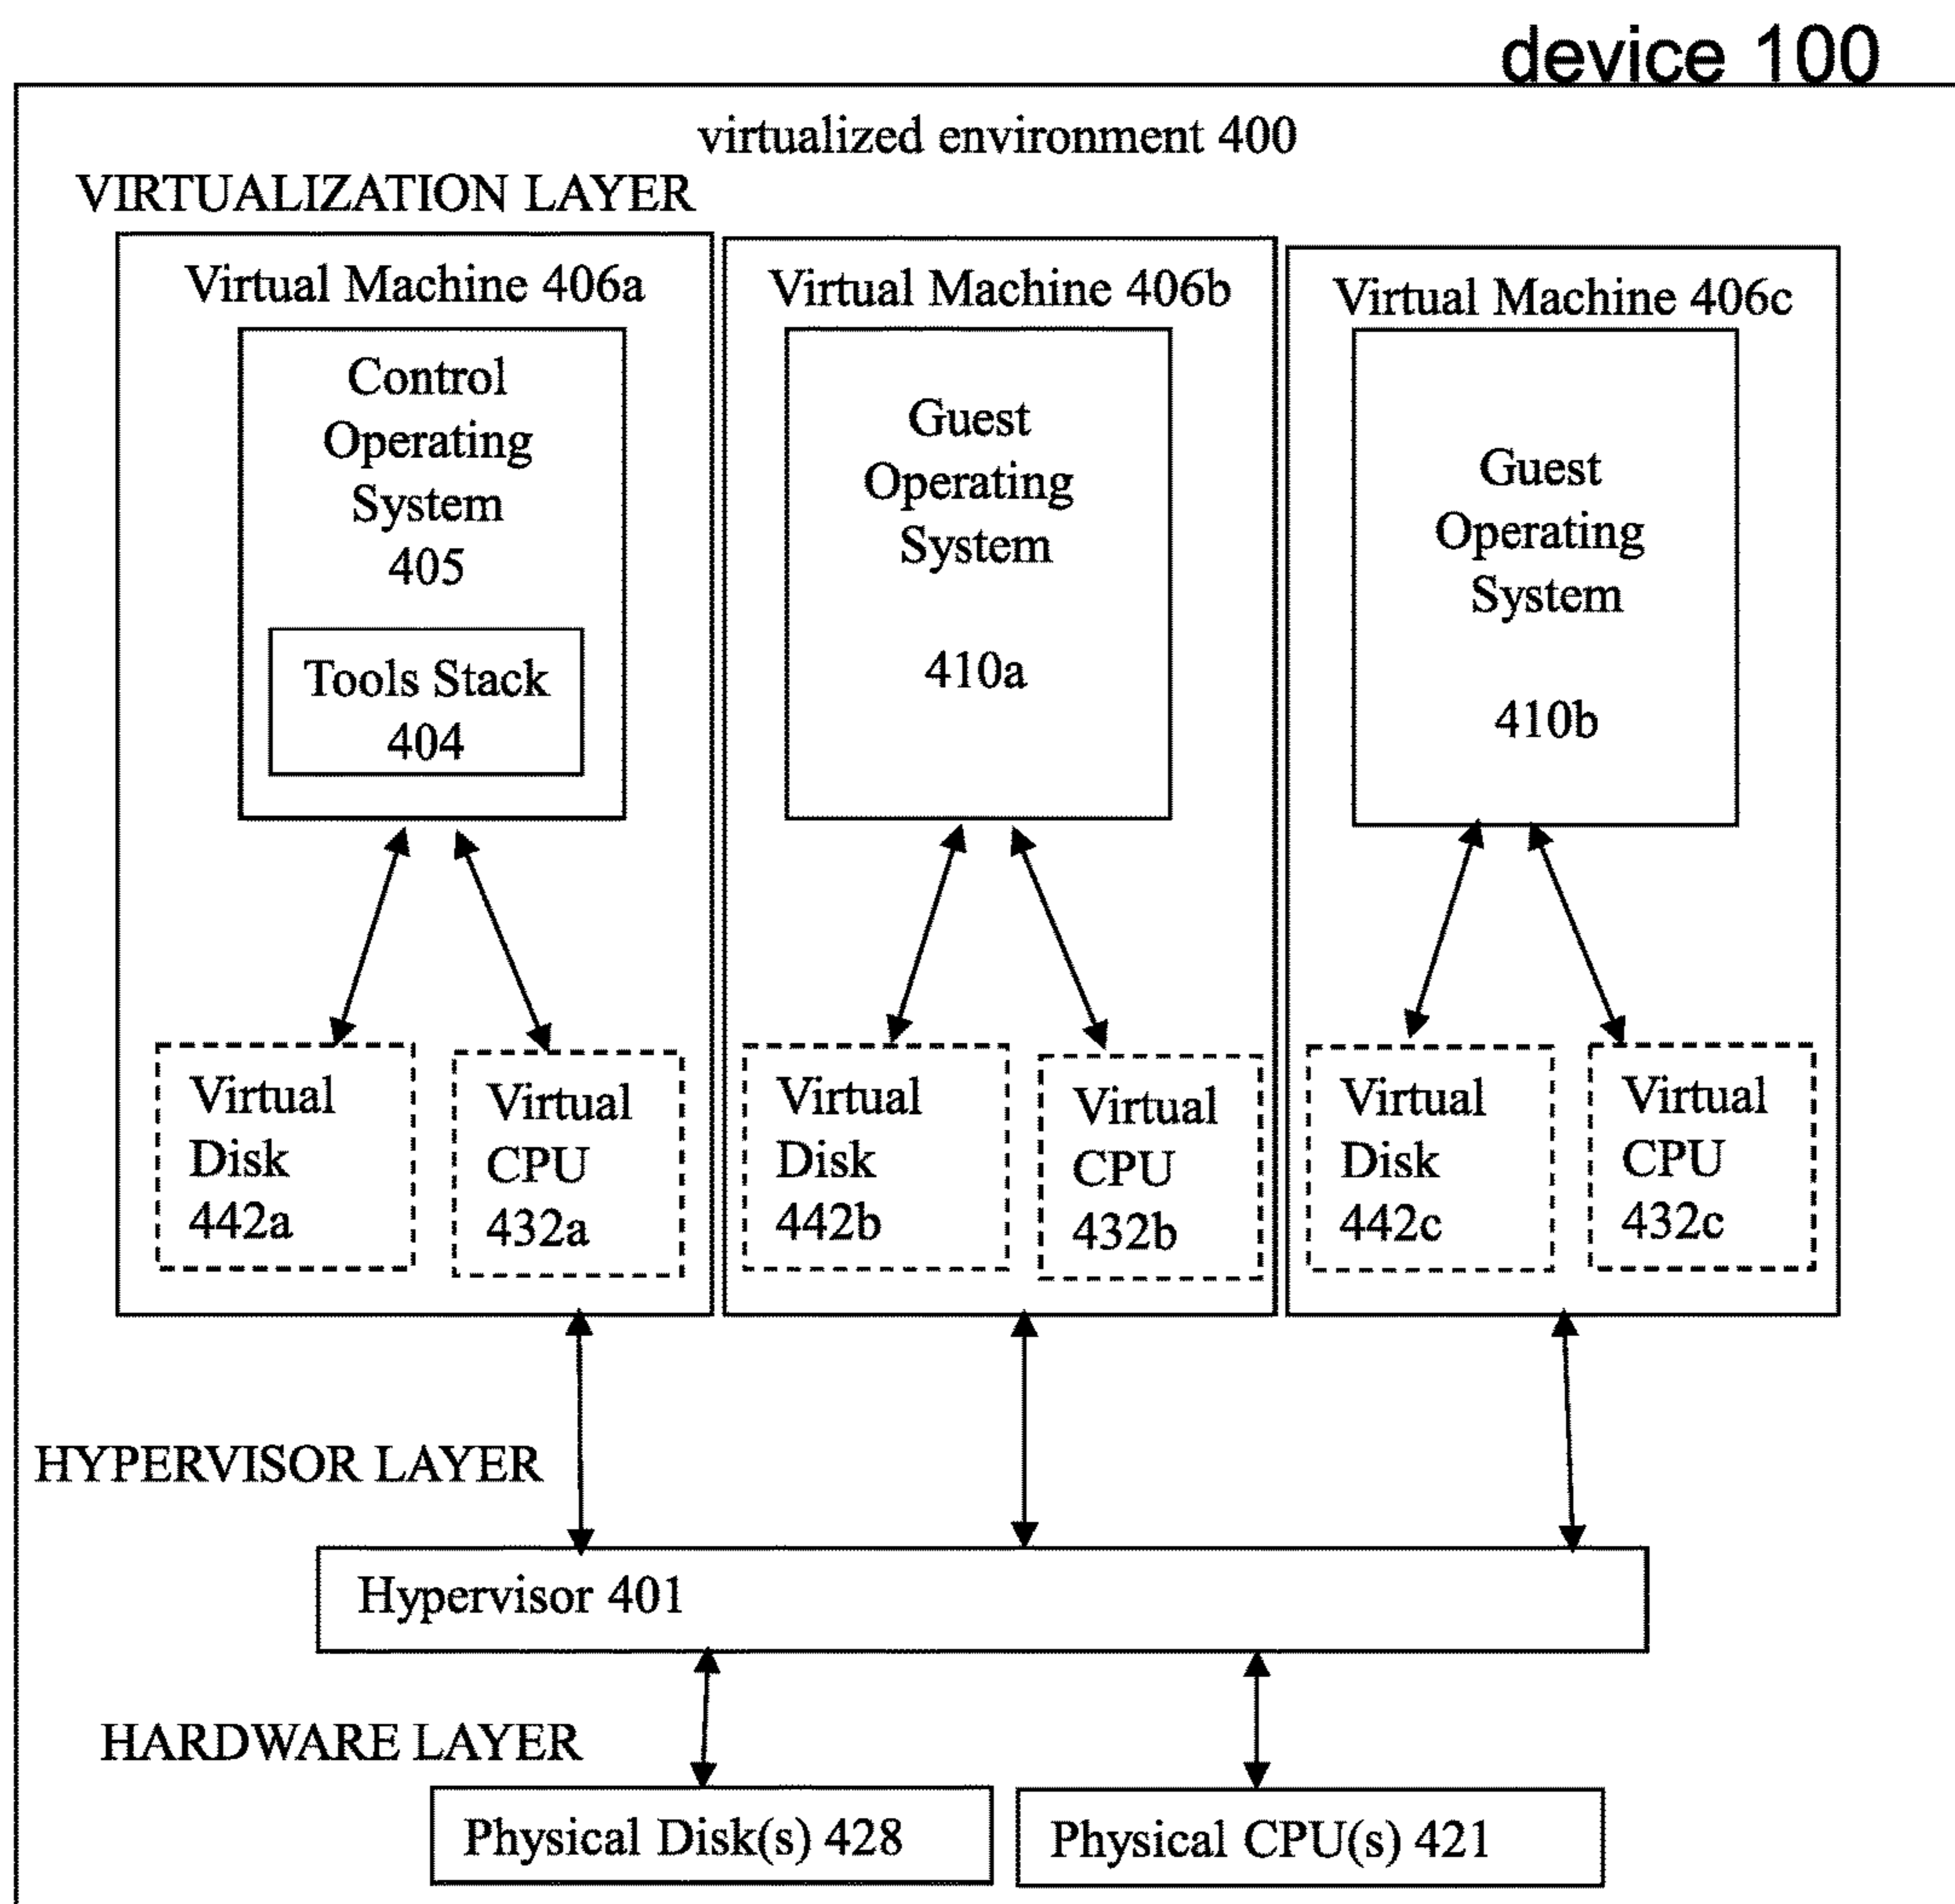 device 100
virtualized environment 400
VIRTUALIZATION LAYER
Virtual Machine 406a
Control
Operating
System
405
Tools Stack
404
Virtual
Disk
442a
Virtual
CPU
432a
Virtual Machine 406b
Guest
Operating
System
410a
Virtual
Disk
442b
Virtual
CPU
432b
Virtual Machine 406c
Guest
Operating
System
410b
Virtual
Disk
442c
Virtual
CPU
432c
HYPERVISOR LAYER
Hypervisor 401
HARDWARE LAYER
Physical Disk(s) 428
Physical CPU(s) 421